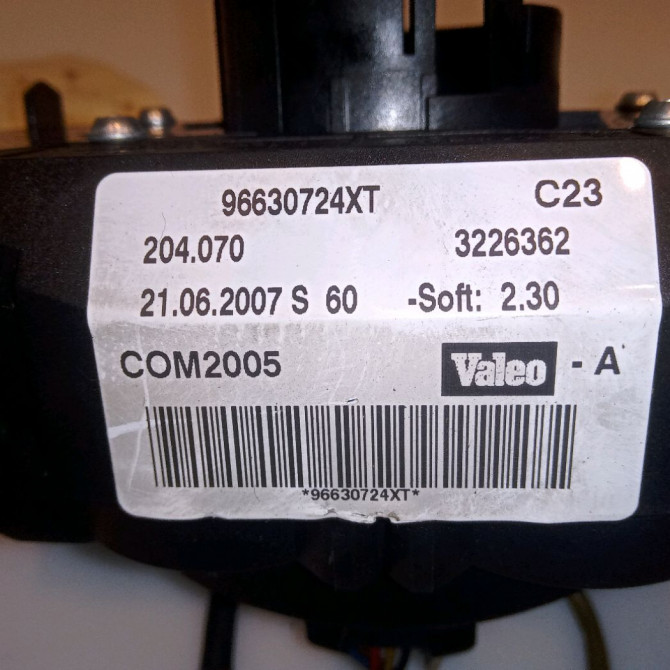 96630724XT C23
204.070 3226362
21.06.2007 S 60 -Soft: 2.30
COM2005 Valeo - A
*96630724XT*